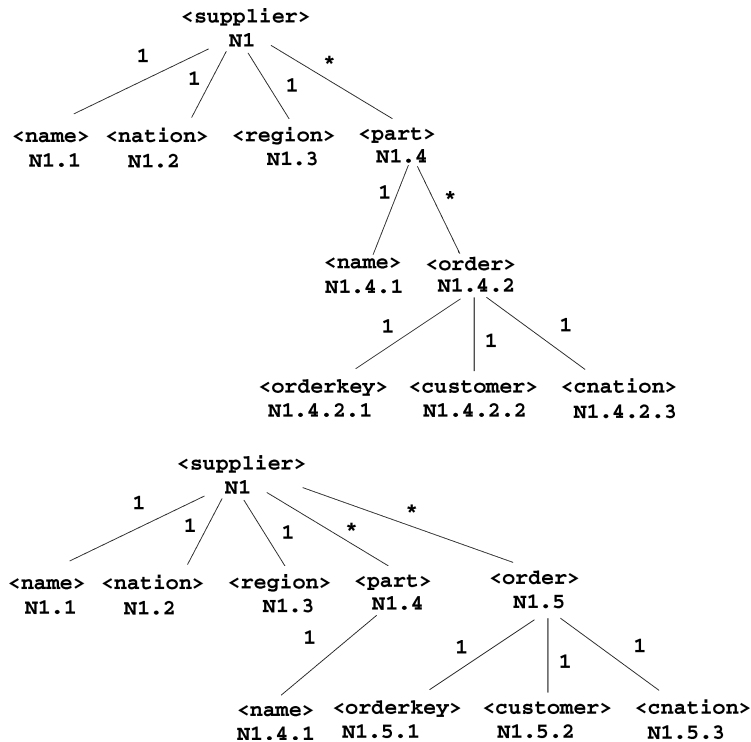 <supplier>
N1
1 1 1 *
<name> <nation> <region> <part>
N1.1 N1.2 N1.3 N1.4
1 *
<name> <order>
N1.4.1 N1.4.2
1 1 1
<orderkey> <customer> <cnation>
N1.4.2.1 N1.4.2.2 N1.4.2.3
<supplier>
N1
1 1 1 * *
<name> <nation> <region> <part> <order>
N1.1 N1.2 N1.3 N1.4 N1.5
1 1 1 1
<name> <orderkey> <customer> <cnation>
N1.4.1 N1.5.1 N1.5.2 N1.5.3